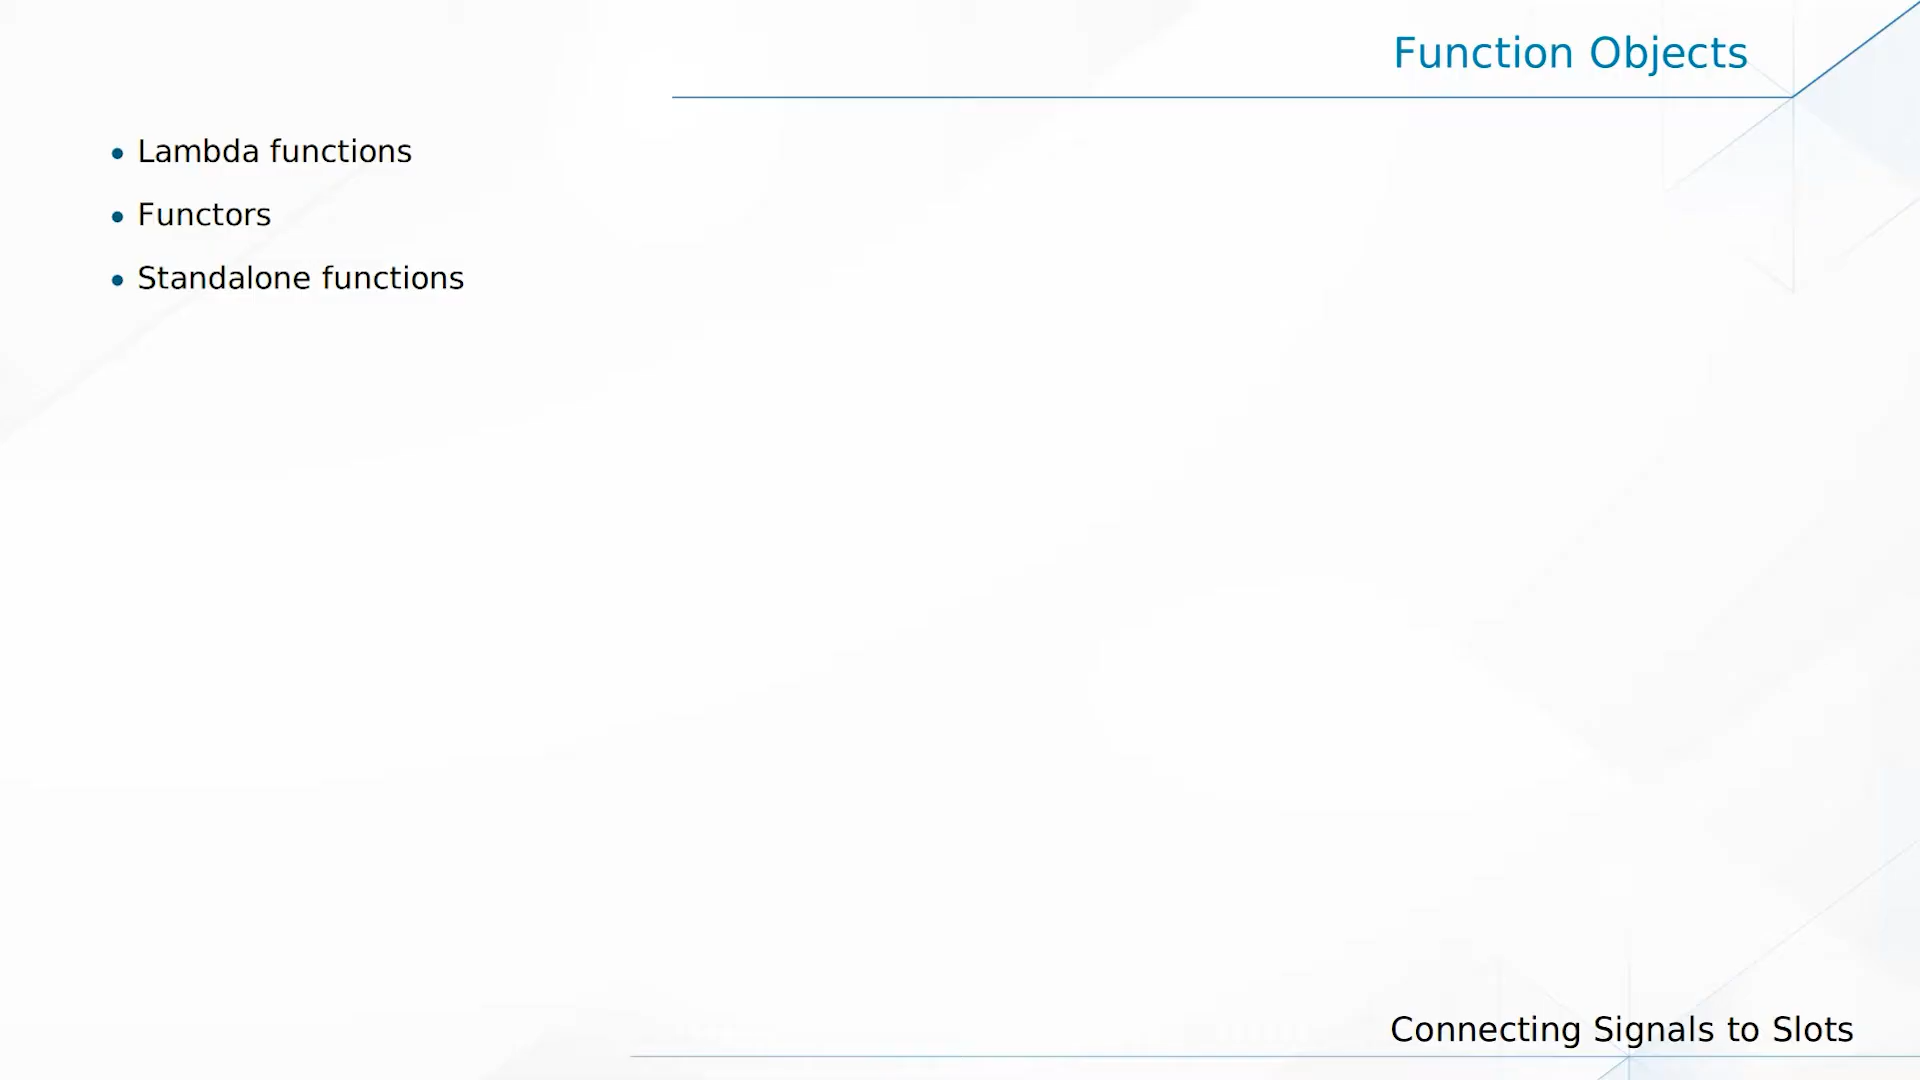 Function Objects
• Lambda functions
• Functors
• Standalone functions
Connecting Signals to Slots